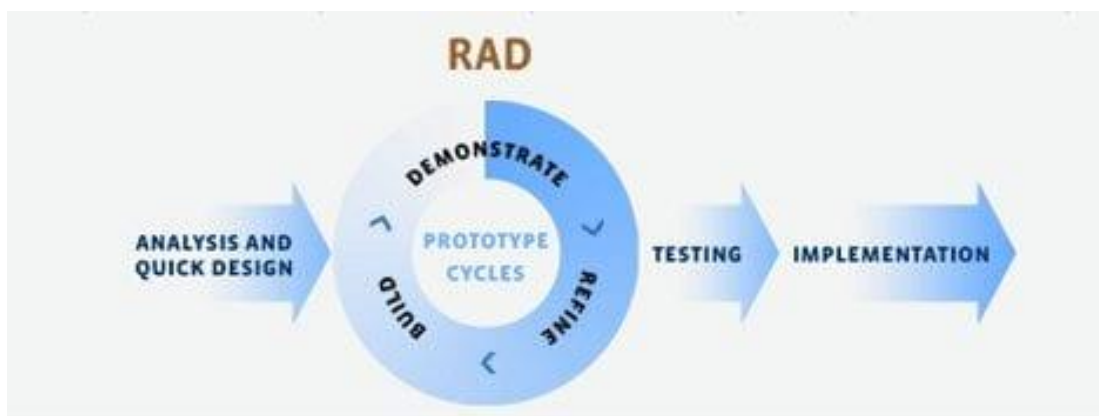 RAD
ANALYSIS AND
QUICK DESIGN
DEMONSTRATE
PROTOTYPE
CYCLES
BUILD
REFINE
TESTING
IMPLEMENTATION